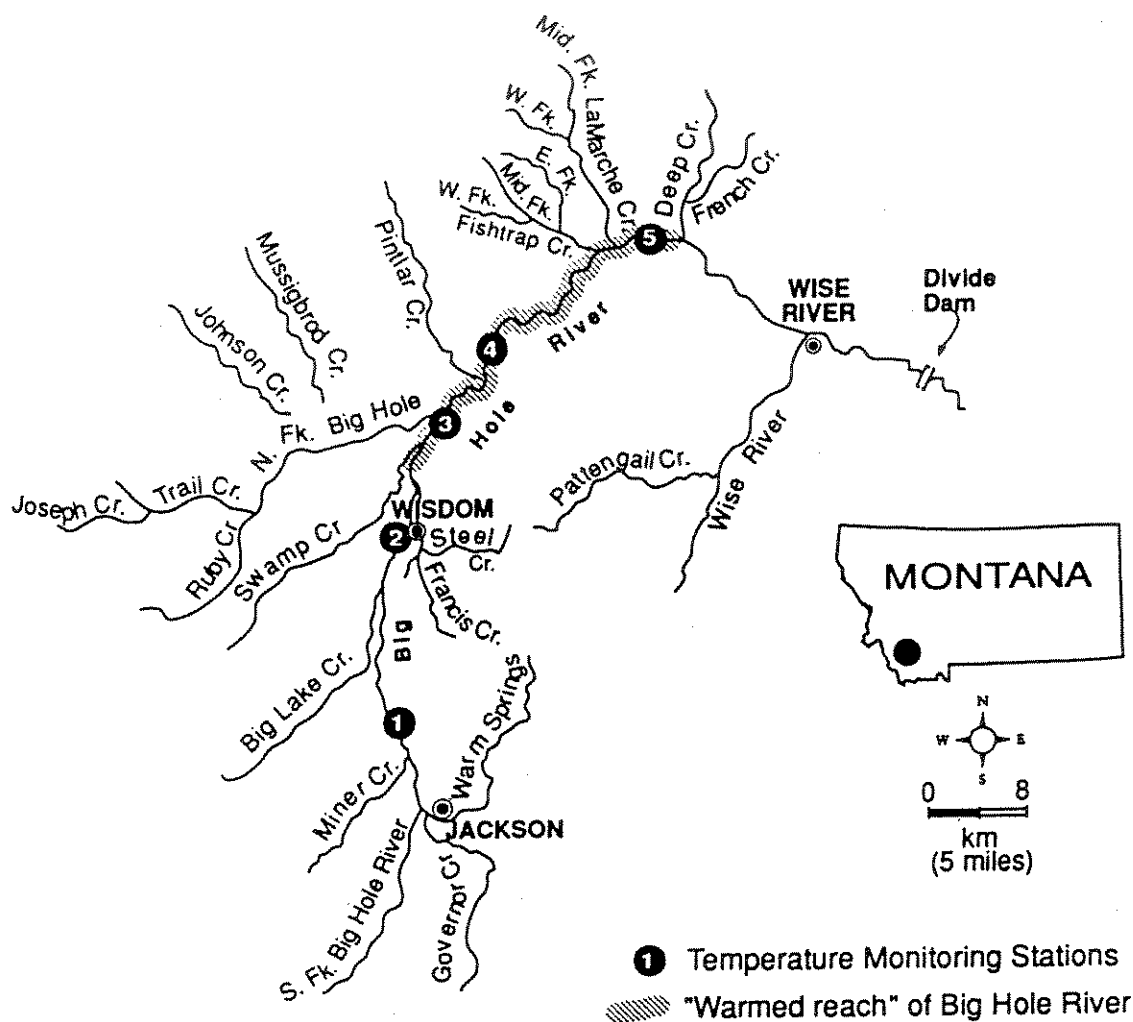 Mid. Fk. LaMarche Cr.
W. Fk.
E. Fk.
Mid. Fk.
W. Fk.
Fishtrap Cr.
Deep Cr.
French Cr.
Pintlar Cr.
Mussigbrod Cr.
Johnson Cr.
5
WISE
RIVER
Divide
Dam
4
River
Hole
Big
3
N. Fk. Big Hole
Joseph Cr.
Trail Cr.
Ruby Cr
Swamp Cr
WISDOM
2
Steel
Cr.
Francis Cr.
Pattengail Cr.
Wise River
MONTANA
Big Lake Cr.
1
Warm Springs
Miner Cr.
JACKSON
S. Fk. Big Hole River
Governor Cr
N
W
E
S
0 8
km
(5 miles)
1 Temperature Monitoring Stations
"Warmed reach" of Big Hole River